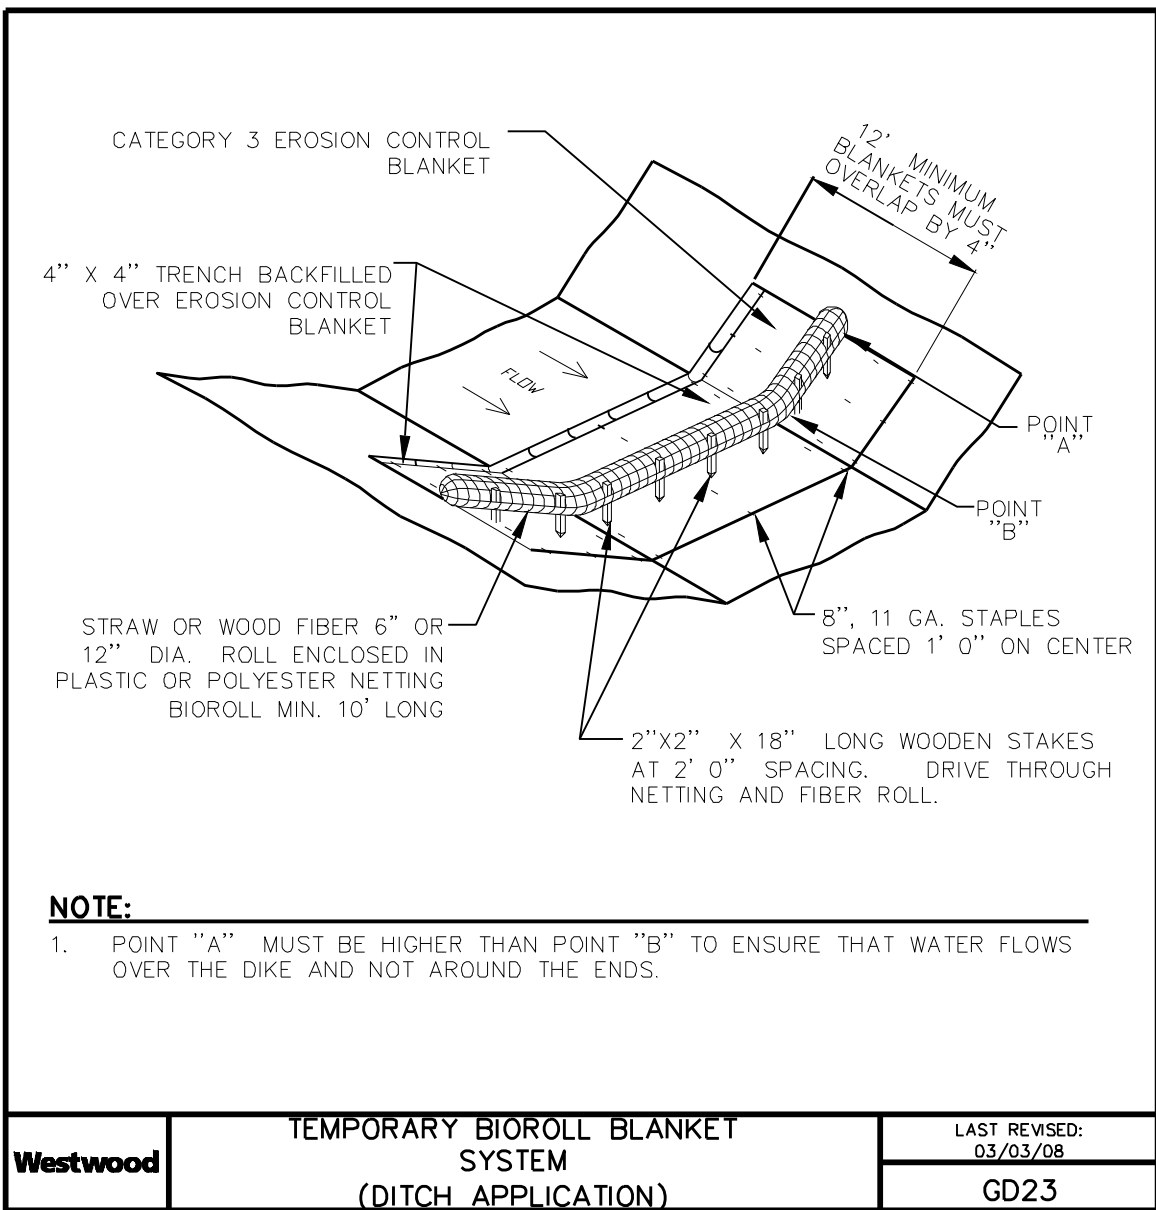 CATEGORY 3 EROSION CONTROL
BLANKET
12' MINIMUM
BLANKETS MUST
OVERLAP BY 4"
4" X 4" TRENCH BACKFILLED
OVER EROSION CONTROL
BLANKET
FLOW
POINT
"A"
POINT
"B"
STRAW OR WOOD FIBER 6" OR
12" DIA. ROLL ENCLOSED IN
PLASTIC OR POLYESTER NETTING
BIOROLL MIN. 10' LONG
8", 11 GA. STAPLES
SPACED 1' 0" ON CENTER
2"X2" X 18" LONG WOODEN STAKES
AT 2' 0" SPACING. DRIVE THROUGH
NETTING AND FIBER ROLL.
NOTE:
1. POINT "A" MUST BE HIGHER THAN POINT "B" TO ENSURE THAT WATER FLOWS
OVER THE DIKE AND NOT AROUND THE ENDS.
Westwood
TEMPORARY BIOROLL BLANKET
SYSTEM
(DITCH APPLICATION)
LAST REVISED:
03/03/08
GD23